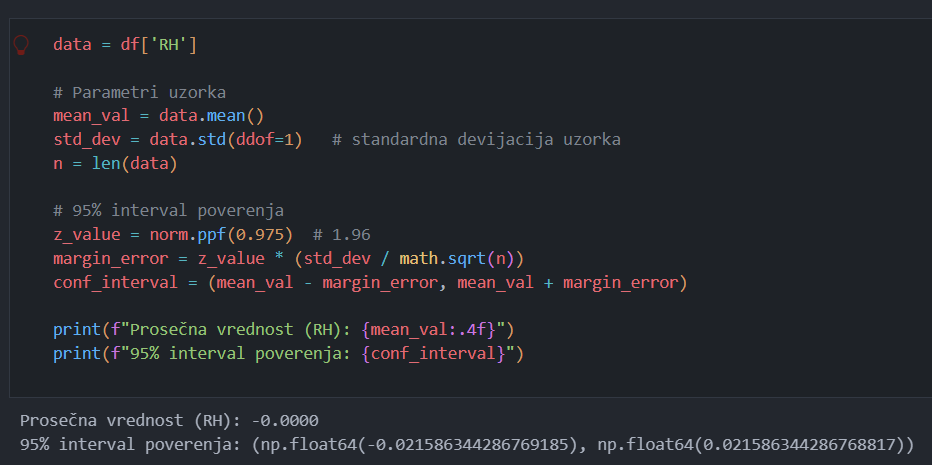 data = df['RH']
# Parametri uzorka
mean_val = data.mean()
std_dev = data.std(ddof=1)   # standardna devijacija uzorka
n = len(data)
# 95% interval poverenja
z_value = norm.ppf(0.975)  # 1.96
margin_error = z_value * (std_dev / math.sqrt(n))
conf_interval = (mean_val - margin_error, mean_val + margin_error)
print(f"Prosečna vrednost (RH): {mean_val:.4f}")
print(f"95% interval poverenja: {conf_interval}")
Prosečna vrednost (RH): -0.0000
95% interval poverenja: (np.float64(-0.021586344286769185), np.float64(0.021586344286768817))